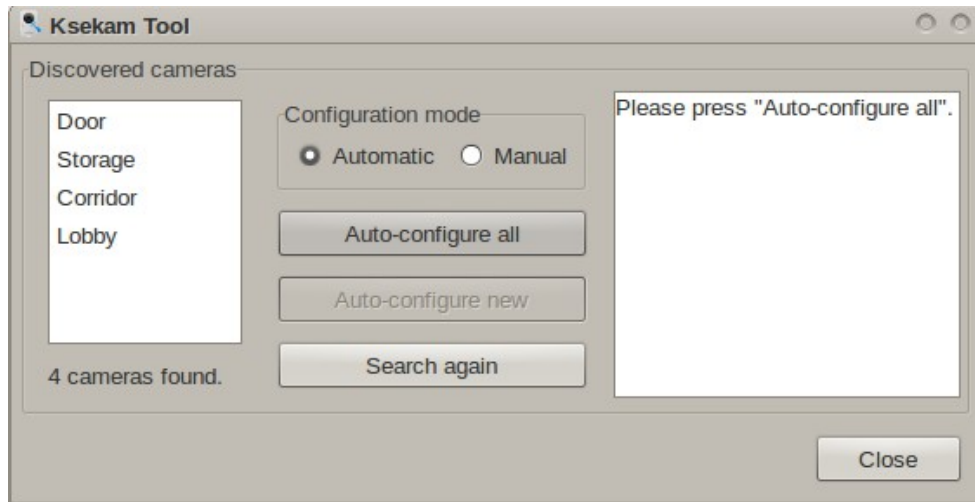 Ksekam Tool
Discovered cameras
Door
Storage
Corridor
Lobby
4 cameras found.
Configuration mode
Automatic
Manual
Auto-configure all
Auto-configure new
Search again
Please press "Auto-configure all".
Close